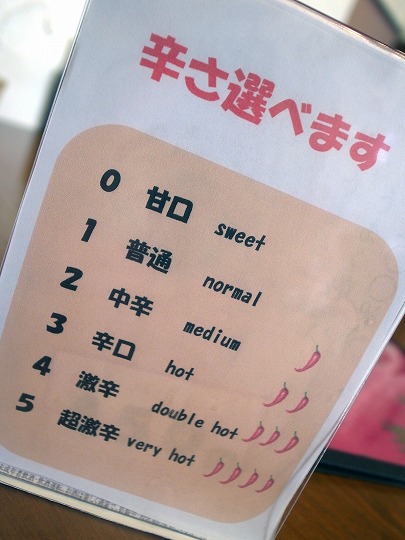 辛さ選べます
0 甘口 sweet
1 普通 normal
2 中辛 medium
3 辛口 hot
4 激辛 double hot
5 超激辛 very hot